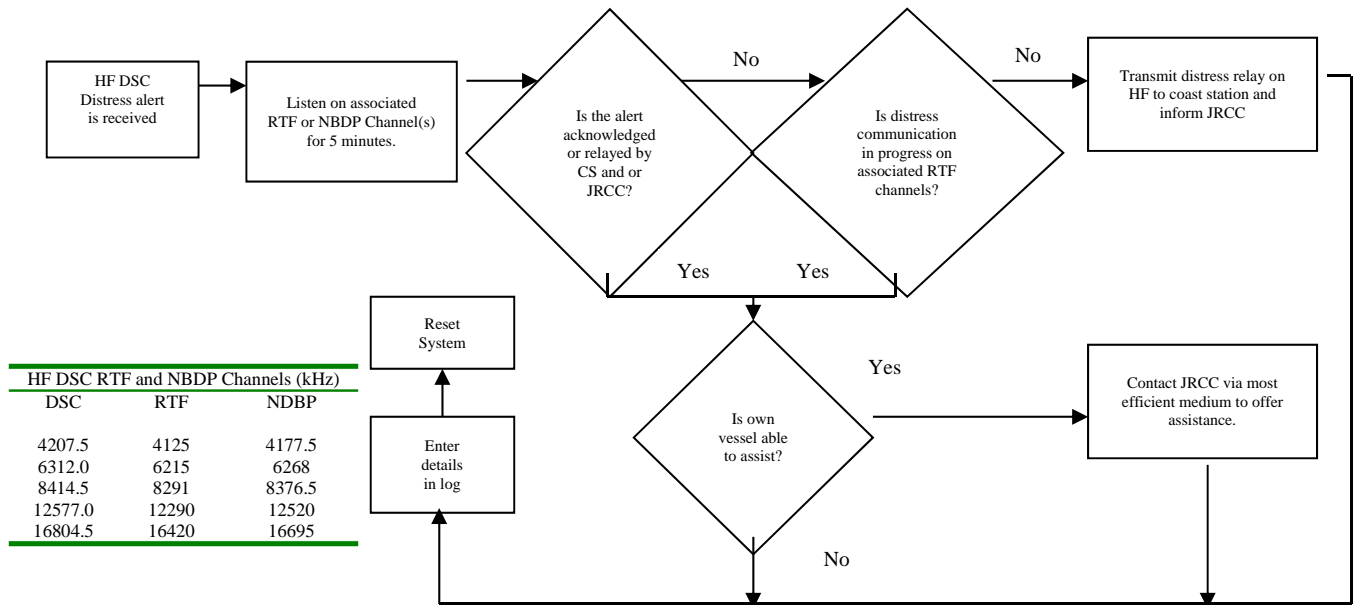 HF DSC
Distress alert
is received
Listen on associated
RTF or NBDP Channel(s)
for 5 minutes.
Is the alert
acknowledged
or relayed by
CS and or
JRCC?
No
Is distress
communication
in progress on
associated RTF
channels?
No
Transmit distress relay on
HF to coast station and
inform JRCC
Yes
Yes
Reset
System
Is own
vessel able
to assist?
Yes
Contact JRCC via most
efficient medium to offer
assistance.
No
Enter
details
in log
HF DSC RTF and NBDP Channels (kHz)
DSC RTF NDBP
4207.5 4125 4177.5
6312.0 6215 6268
8414.5 8291 8376.5
12577.0 12290 12520
16804.5 16420 16695